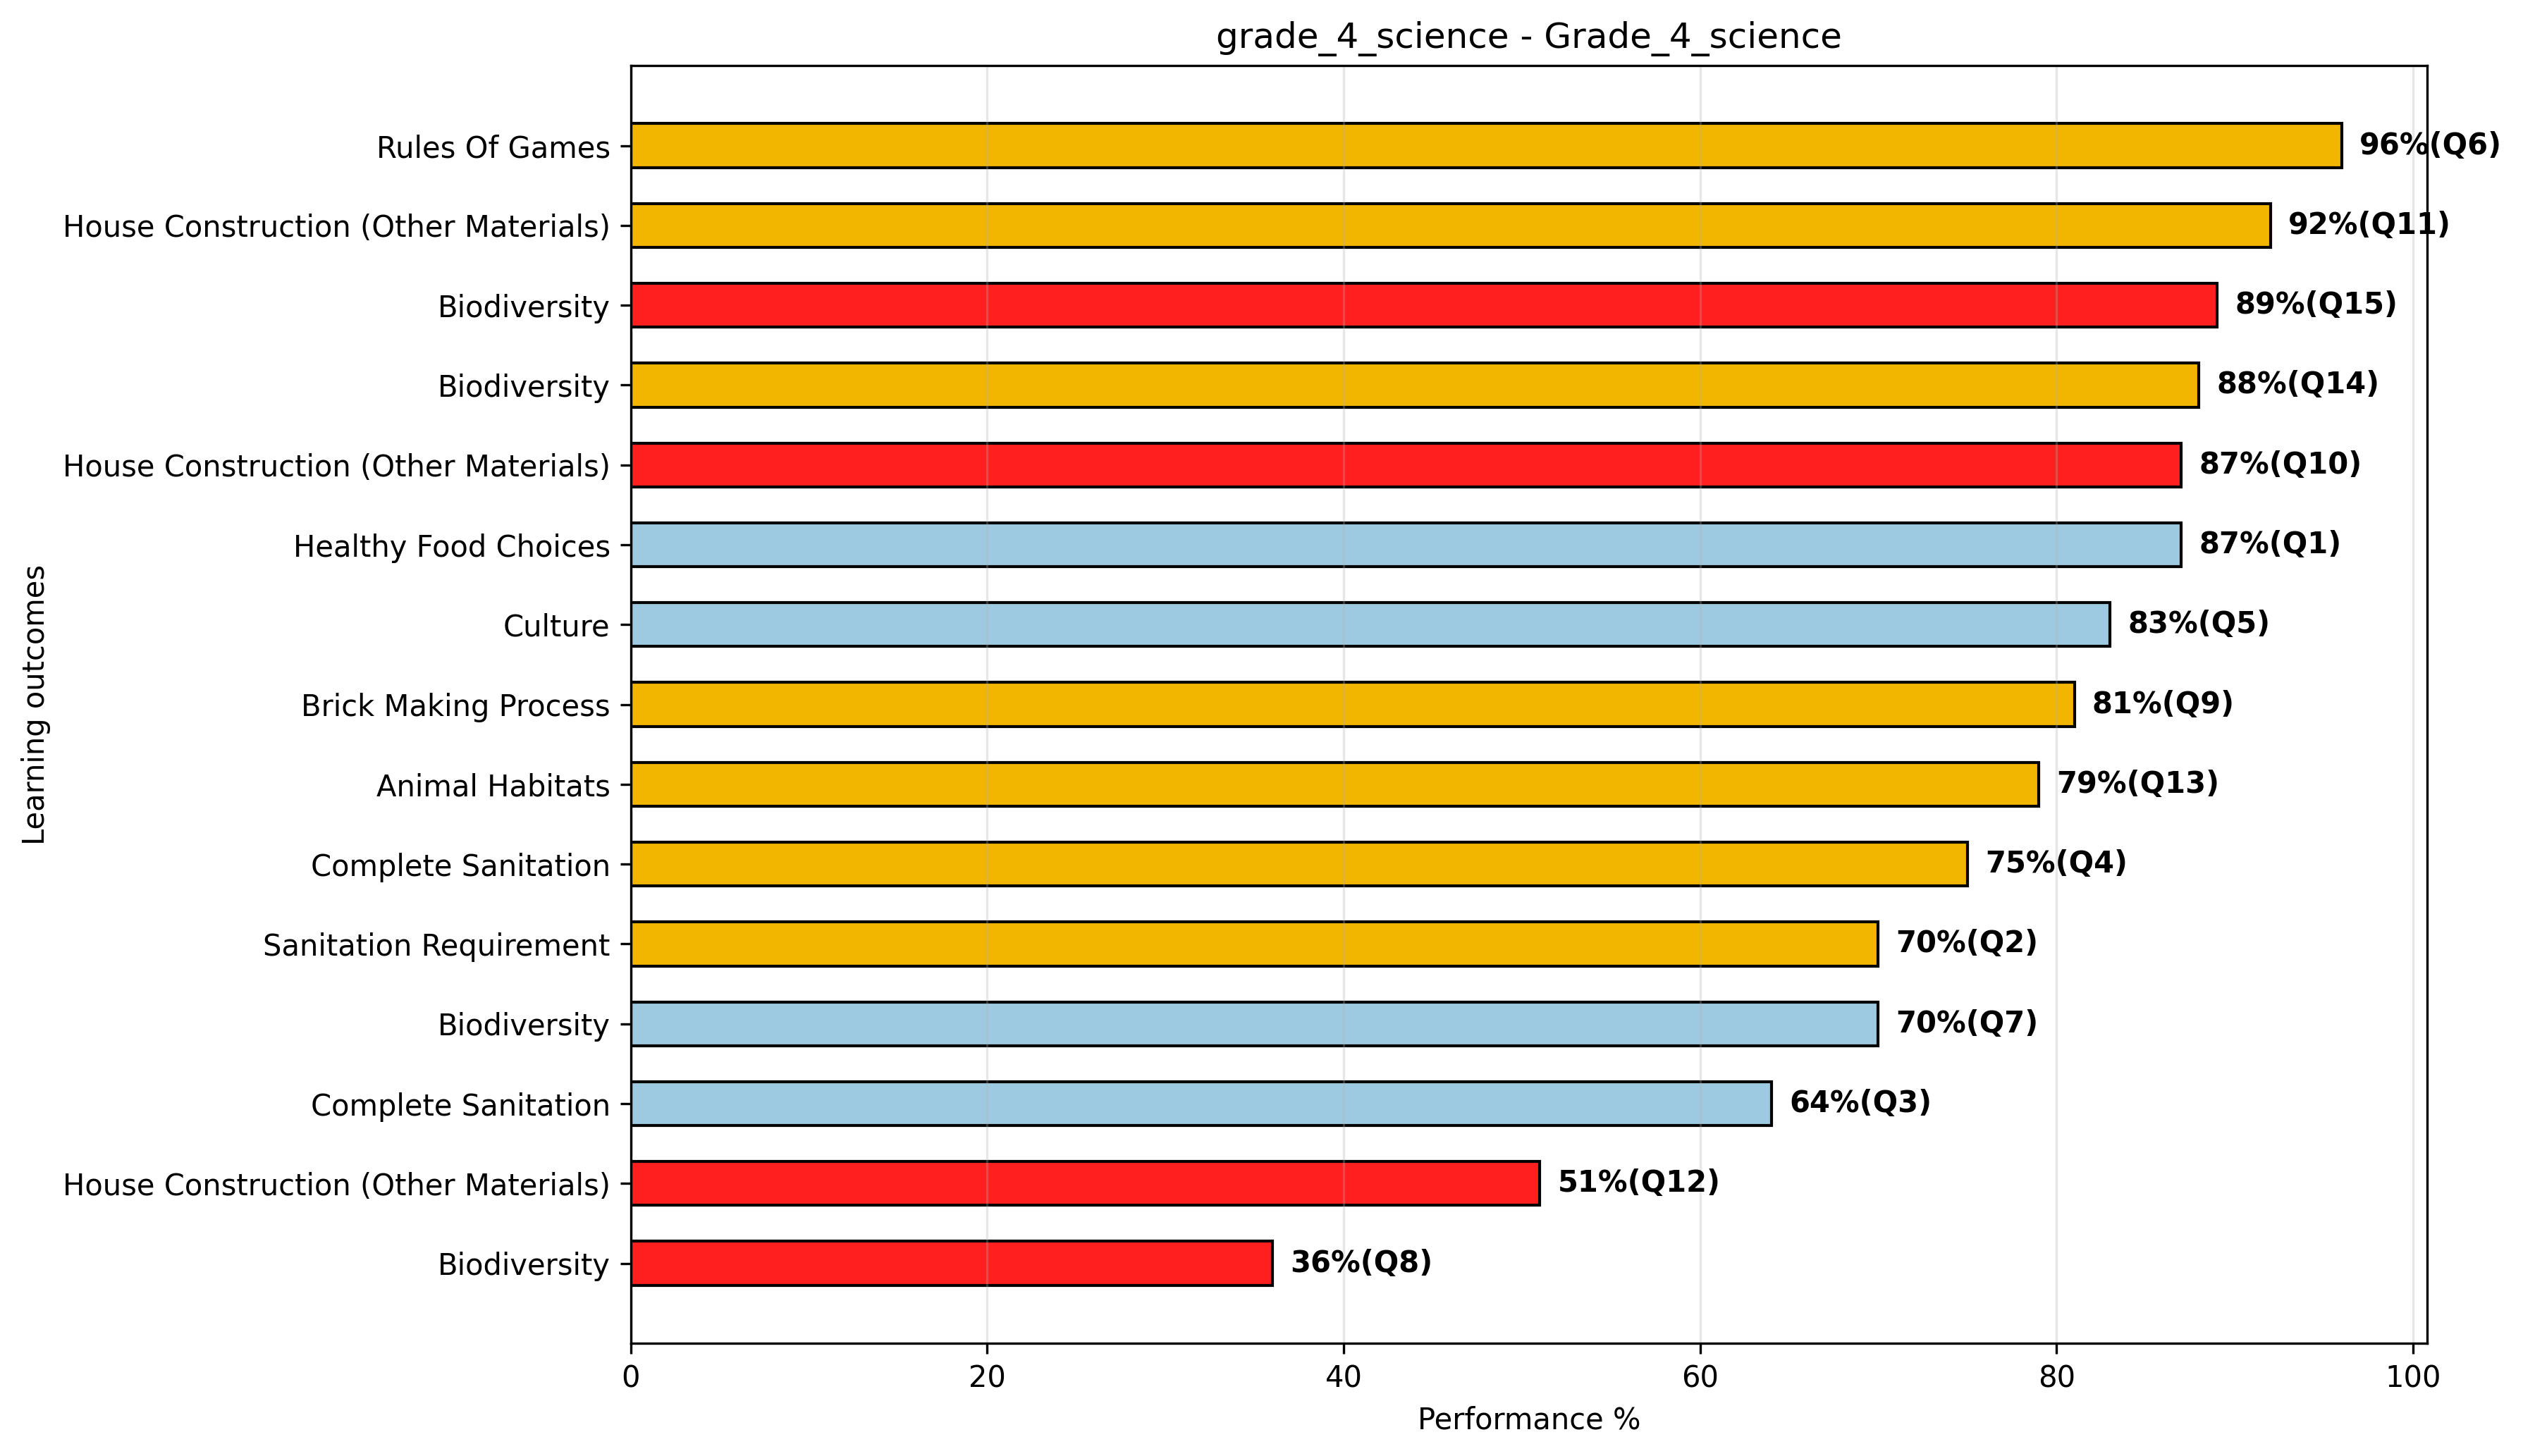 grade_4_science - Grade_4_science
Rules Of Games 96%(Q6)
House Construction (Other Materials) 92%(Q11)
Biodiversity 89%(Q15)
Biodiversity 88%(Q14)
House Construction (Other Materials) 87%(Q10)
Healthy Food Choices 87%(Q1)
Culture 83%(Q5)
Brick Making Process 81%(Q9)
Animal Habitats 79%(Q13)
Complete Sanitation 75%(Q4)
Sanitation Requirement 70%(Q2)
Biodiversity 70%(Q7)
Complete Sanitation 64%(Q3)
House Construction (Other Materials) 51%(Q12)
Biodiversity 36%(Q8)
Learning outcomes
0 20 40 60 80 100
Performance %